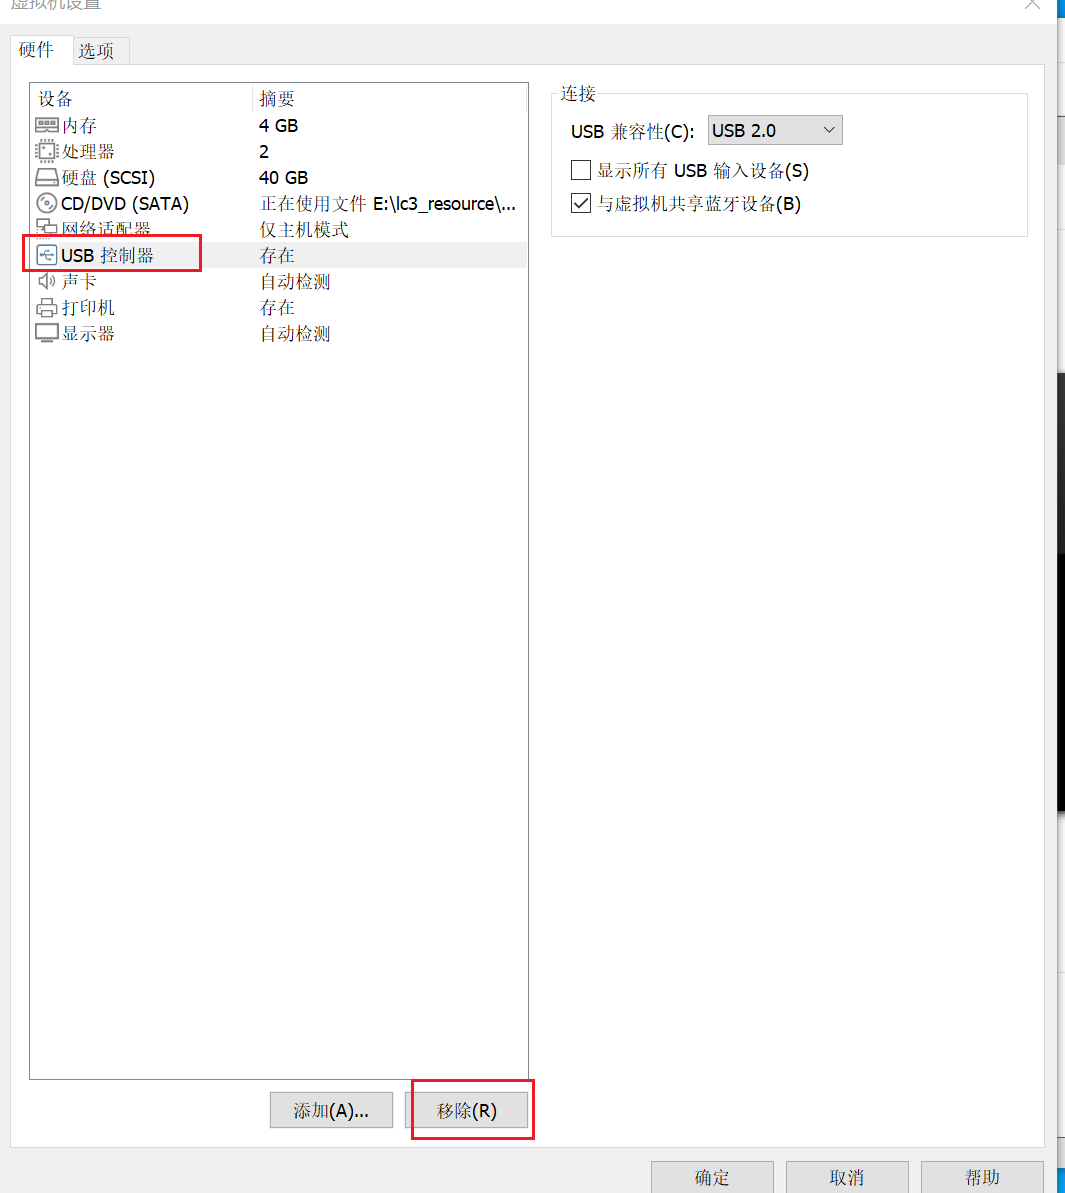 虚拟机设置
硬件 选项
设备 摘要
内存 4 GB
处理器 2
硬盘 (SCSI) 40 GB
CD/DVD (SATA) 正在使用文件 E:\lc3_resource\...
网络适配器 仅主机模式
USB 控制器 存在
声卡 自动检测
打印机 存在
显示器 自动检测
连接
USB 兼容性(C): USB 2.0
显示所有 USB 输入设备(S)
与虚拟机共享蓝牙设备(B)
添加(A)... 移除(R)
确定 取消 帮助